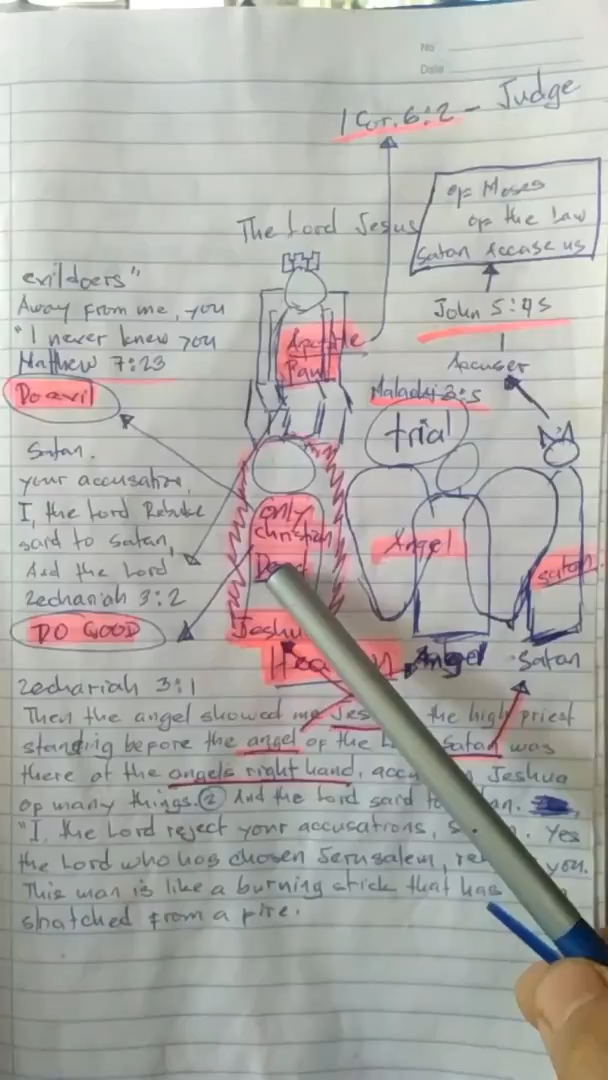 No
Date
1 Cor. 6:2 - Judge
of Moses
of the Law
Satan Accuse us
The Lord Jesus
John 5:45
Accuser
evildoers"
Away from me, you
"I never knew you
Matthew 7:23
Do evil
Apostle
Paul
Malachi 3:5
trial
Satan.
your accusation,
I, the Lord Rebuke
said to Satan,
And the Lord
Zechariah 3:2
DO GOOD
only
christian
Angel
satan
Angel
Satan
Zechariah 3:1
Then the angel showed me the high priest
standing before the angel of the Satan was
there at the angels right hand, Jeshua
of many things. (2) And the Lord said to
"I, the Lord reject your accusations, Yes
the Lord who has chosen Jerusalem, you.
This man is like a burning stick that has
snatched from a fire.